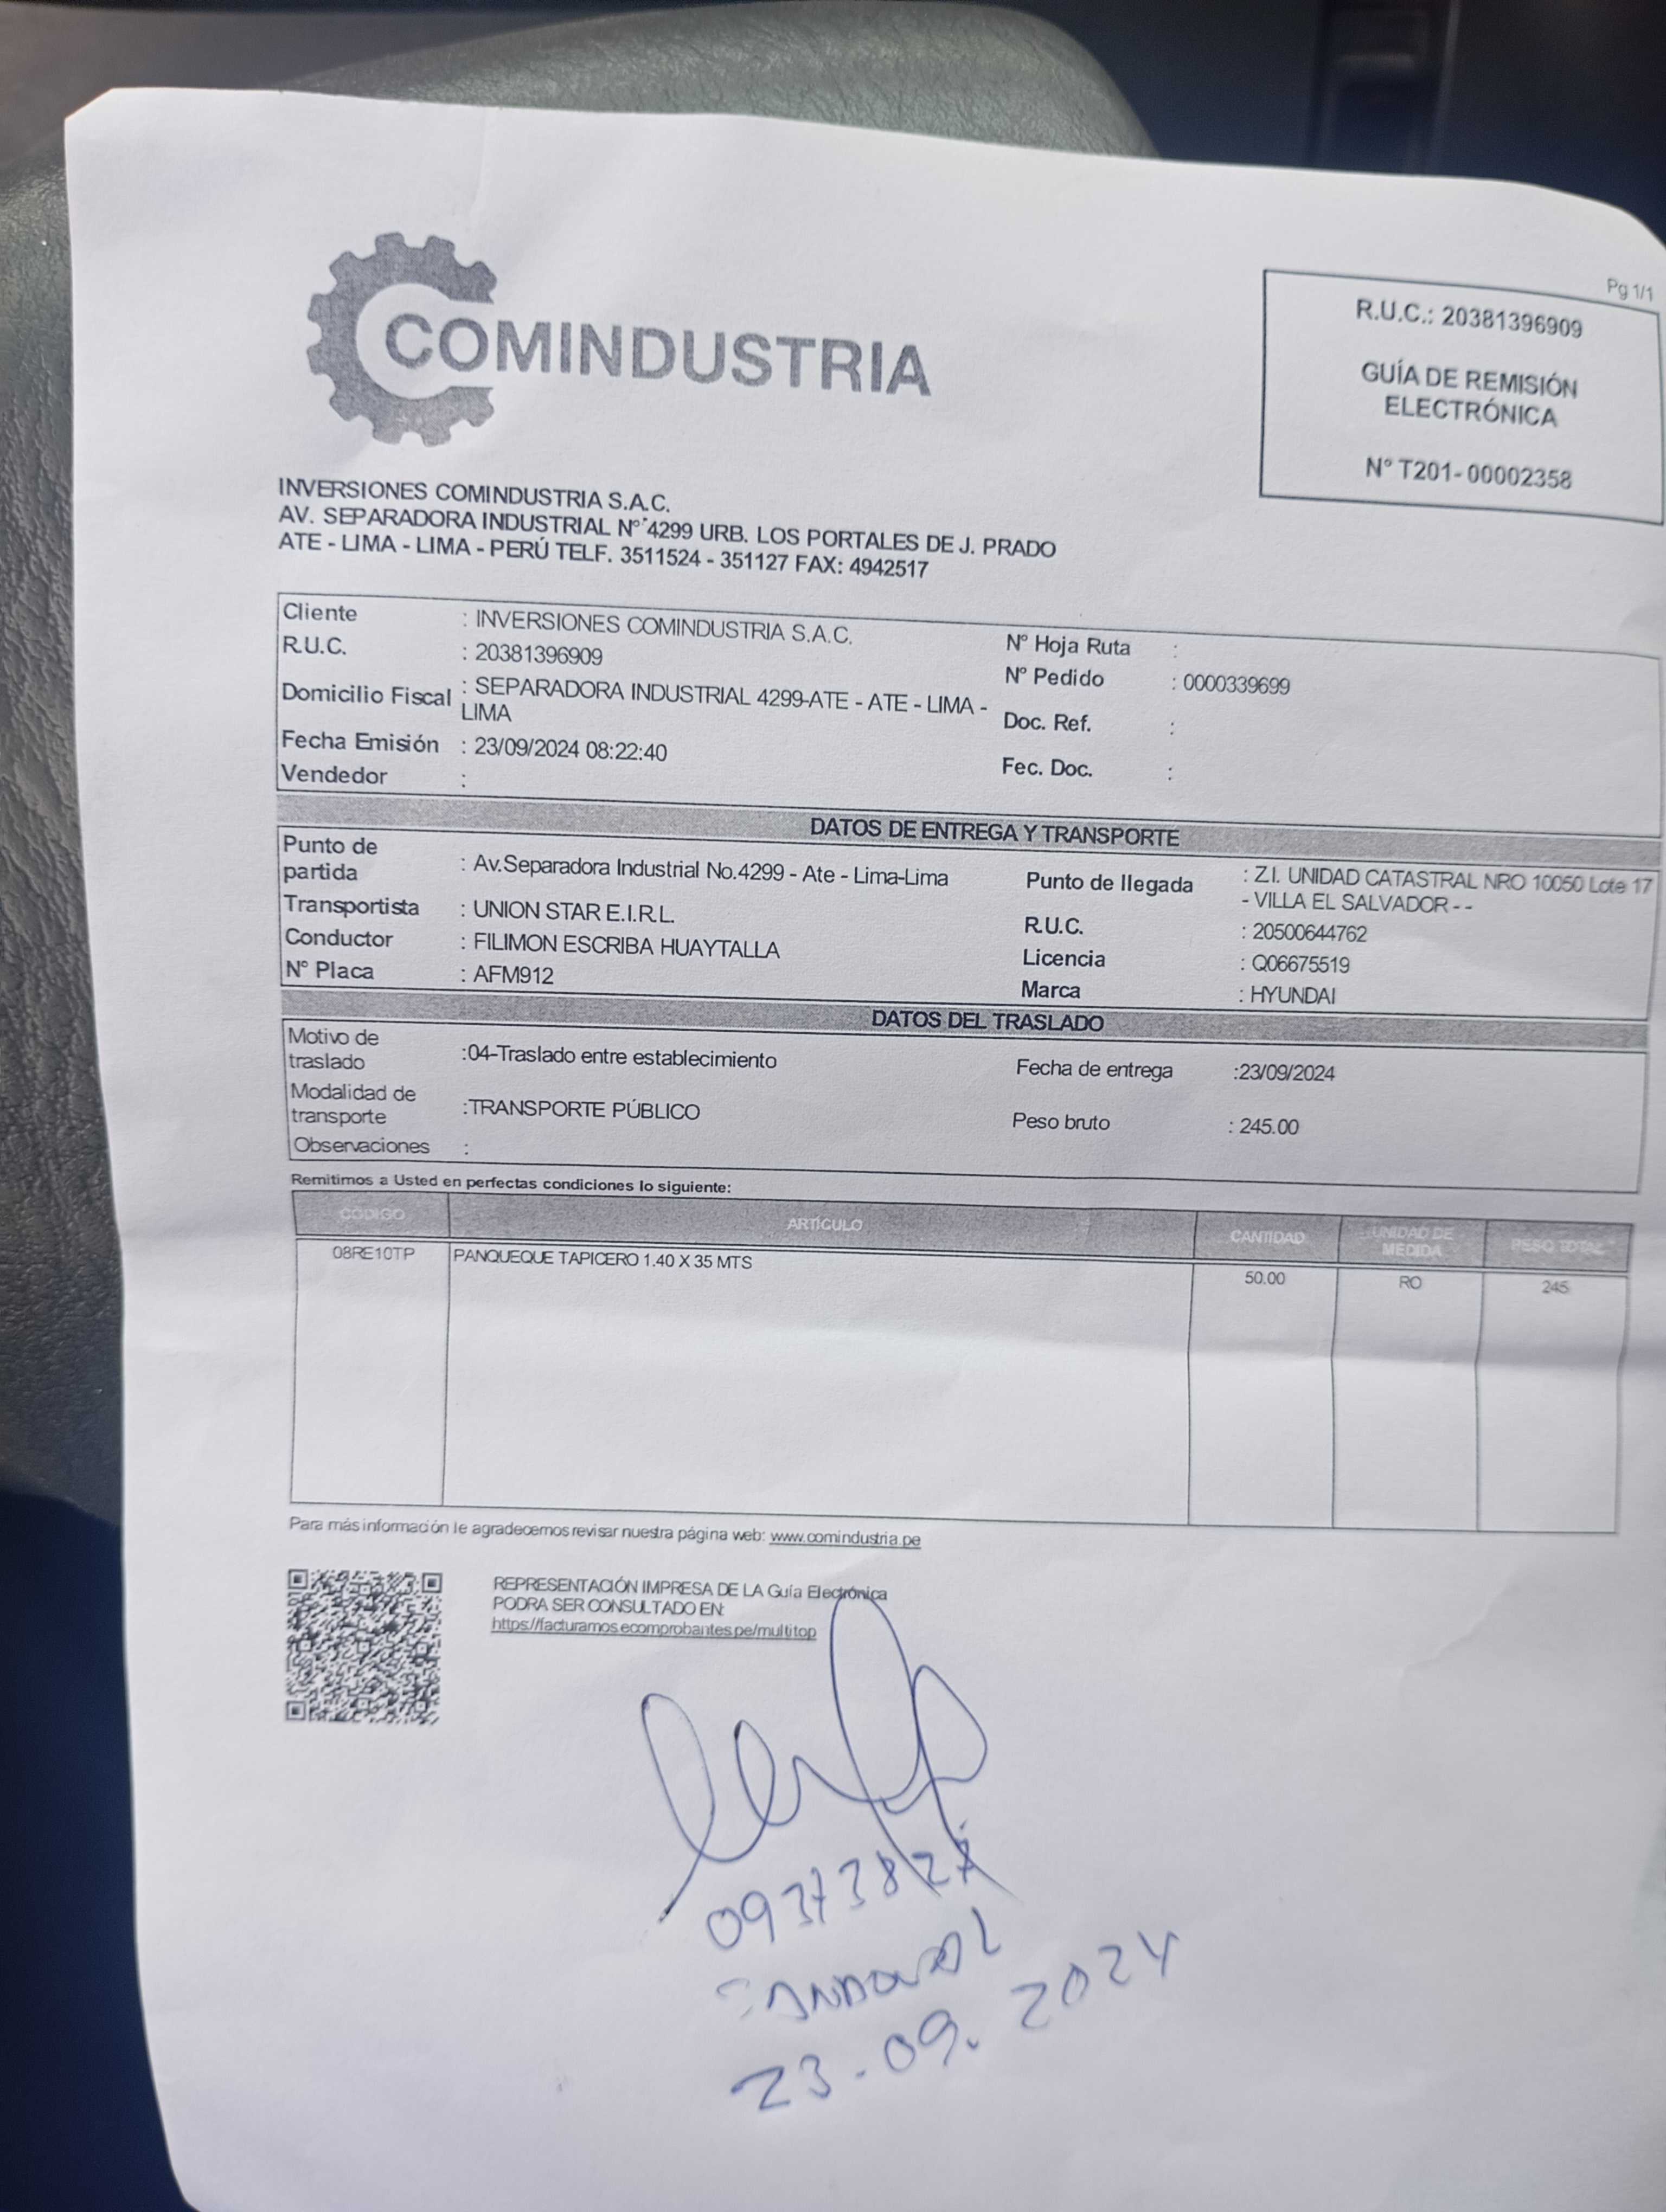 Pg 1/1
COMINDUSTRIA
R.U.C.: 20381396909
GUÍA DE REMISIÓN
ELECTRÓNICA
N° T201- 00002358
INVERSIONES COMINDUSTRIA S.A.C.
AV. SEPARADORA INDUSTRIAL N° 4299 URB. LOS PORTALES DE J. PRADO
ATE - LIMA - LIMA - PERÚ TELF. 3511524 - 351127 FAX: 4942517
Cliente : INVERSIONES COMINDUSTRIA S.A.C. N° Hoja Ruta :
R.U.C. : 20381396909 N° Pedido : 0000339699
Domicilio Fiscal : SEPARADORA INDUSTRIAL 4299-ATE - ATE - LIMA -
LIMA Doc. Ref. :
Fecha Emisión : 23/09/2024 08:22:40 Fec. Doc. :
Vendedor :
DATOS DE ENTREGA Y TRANSPORTE
Punto de
partida : Av.Separadora Industrial No.4299 - Ate - Lima-Lima Punto de llegada : Z.I. UNIDAD CATASTRAL NRO 10050 Lote 17
- VILLA EL SALVADOR - -
Transportista : UNION STAR E.I.R.L. R.U.C. : 20500644762
Conductor : FILIMON ESCRIBA HUAYTALLA Licencia : Q06675519
N° Placa : AFM912 Marca : HYUNDAI
DATOS DEL TRASLADO
Motivo de
traslado :04-Traslado entre establecimiento Fecha de entrega :23/09/2024
Modalidad de
transporte :TRANSPORTE PÚBLICO Peso bruto : 245.00
Observaciones :
Remitimos a Usted en perfectas condiciones lo siguiente:
CÓDIGO ARTÍCULO CANTIDAD UNIDAD DE MEDIDA PESO TOTAL
08RE10TP PANQUEQUE TAPICERO 1.40 X 35 MTS 50.00 RO 245
Para más información le agradecemos revisar nuestra página web: www.comindustria.pe
REPRESENTACIÓN IMPRESA DE LA Guía Electrónica
PODRA SER CONSULTADO EN:
https://facturamos.ecomprobantes.pe/multitop
SANDOVAL
23.09.2024